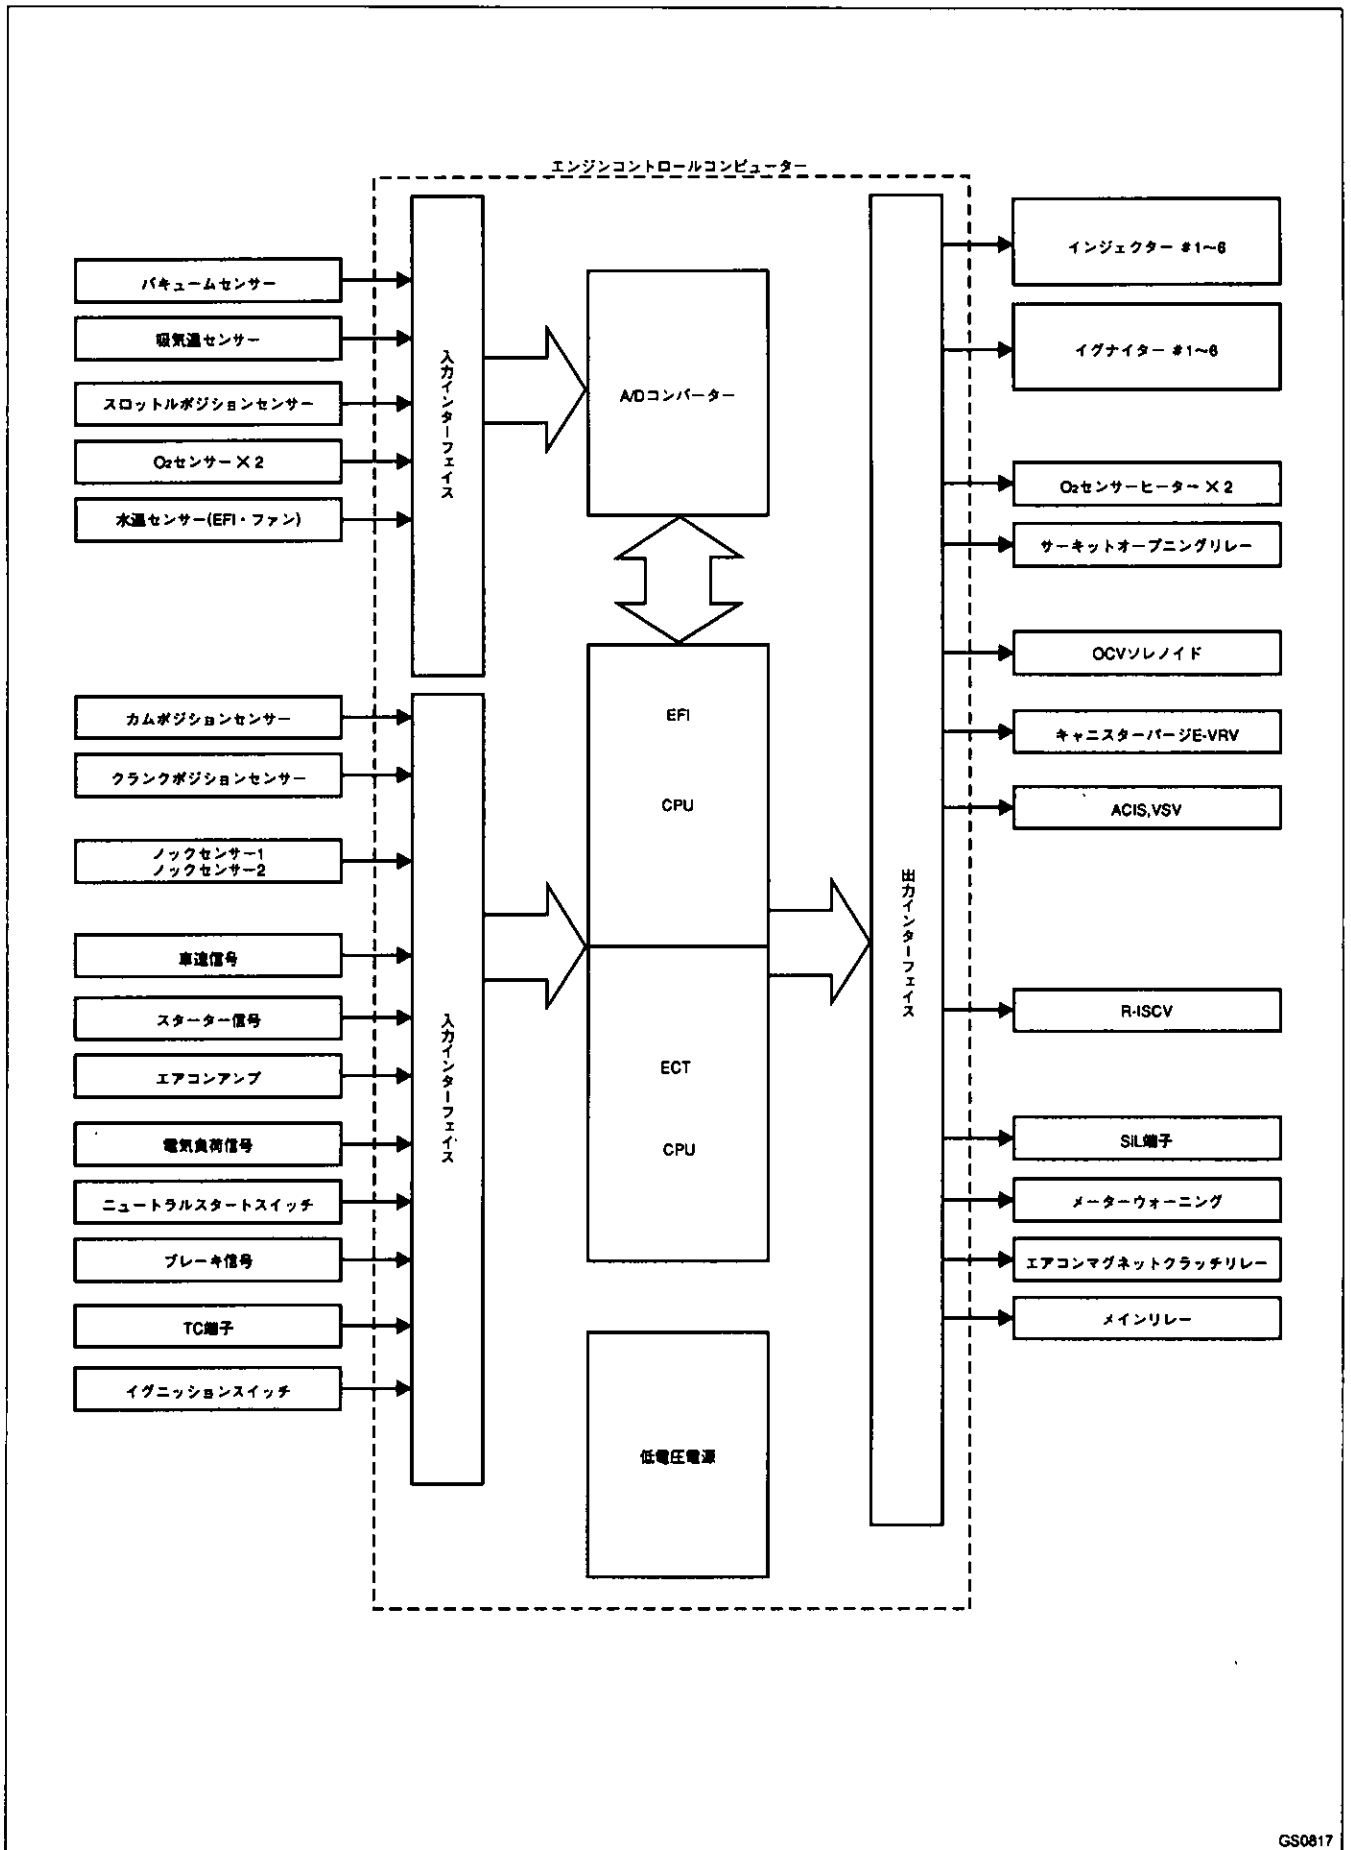 エンジンコントロールコンピューター
バキュームセンサー
吸気温センサー
スロットルポジションセンサー
O₂センサー×2
水温センサー(EFI・ファン)
カムポジションセンサー
クランクポジションセンサー
ノックセンサー1
ノックセンサー2
車速信号
スターター信号
エアコンアンプ
電気負荷信号
ニュートラルスタートスイッチ
ブレーキ信号
TC端子
イグニッションスイッチ
入力インターフェイス
入力インターフェイス
A/Dコンバーター
EFI
CPU
ECT
CPU
低電圧電源
出力インターフェイス
インジェクター #1〜6
イグナイター #1〜6
O₂センサーヒーター×2
サーキットオープニングリレー
OCVソレノイド
キャニスターパージE-VRV
ACIS,VSV
R-ISCV
SIL端子
メーターウォーニング
エアコンマグネットクラッチリレー
メインリレー
GS0817